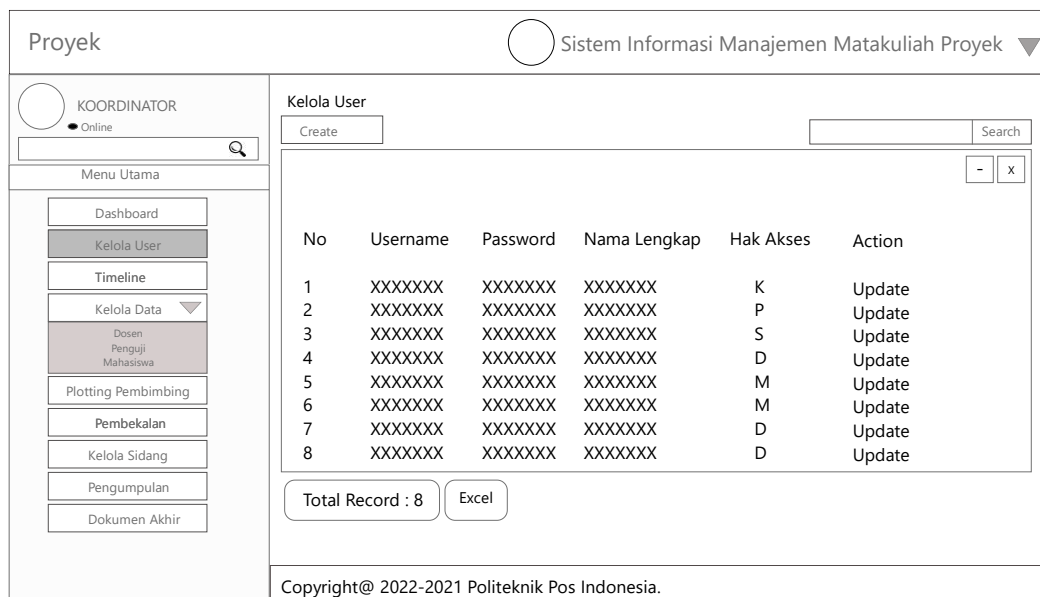 Proyek
Sistem Informasi Manajemen Matakuliah Proyek
KOORDINATOR
Online
Menu Utama
Dashboard
Kelola User
Timeline
Kelola Data
Dosen
Penguji
Mahasiswa
Plotting Pembimbing
Pembekalan
Kelola Sidang
Pengumpulan
Dokumen Akhir
Kelola User
Create
Search
- x
No Username Password Nama Lengkap Hak Akses Action
1 XXXXXXX XXXXXXX XXXXXXX K Update
2 XXXXXXX XXXXXXX XXXXXXX P Update
3 XXXXXXX XXXXXXX XXXXXXX S Update
4 XXXXXXX XXXXXXX XXXXXXX D Update
5 XXXXXXX XXXXXXX XXXXXXX M Update
6 XXXXXXX XXXXXXX XXXXXXX M Update
7 XXXXXXX XXXXXXX XXXXXXX D Update
8 XXXXXXX XXXXXXX XXXXXXX D Update
Total Record : 8
Excel
Copyright@ 2022-2021 Politeknik Pos Indonesia.